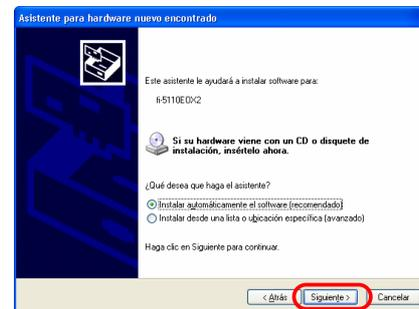 Asistente para hardware nuevo encontrado
Este asistente le ayudará a instalar software para:
fi-5110EOX2
Si su hardware viene con un CD o disquete de
instalación, insértelo ahora.
¿Qué desea que haga el asistente?
Instalar automáticamente el software (recomendado)
Instalar desde una lista o ubicación específica (avanzado)
Haga clic en Siguiente para continuar.
< Atrás Siguiente > Cancelar